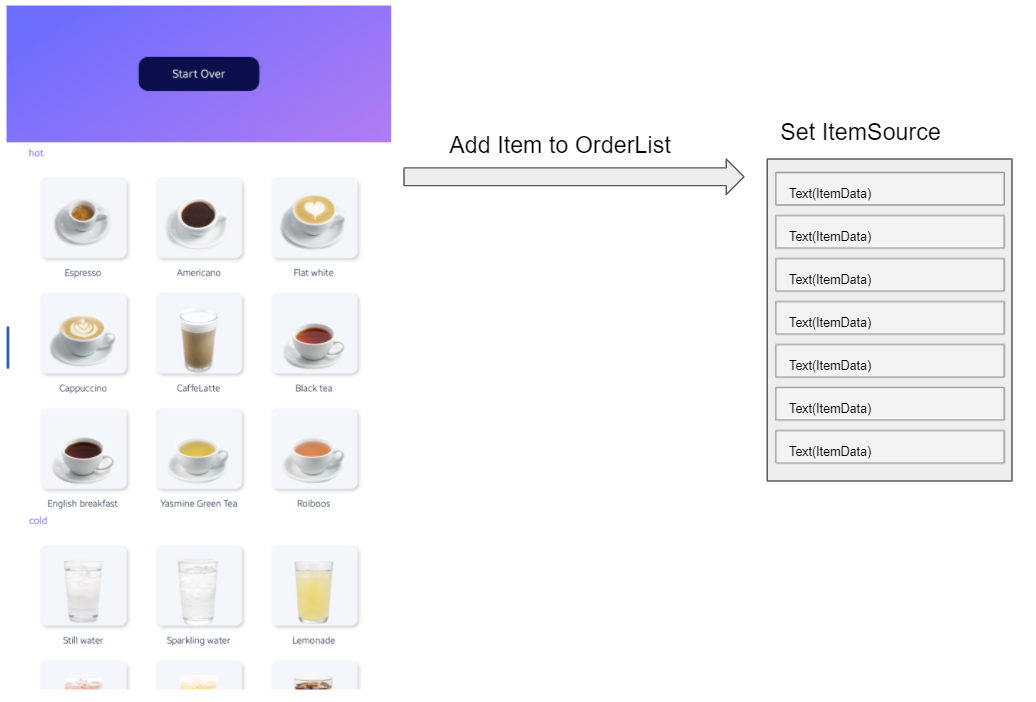 Start Over
hot
Espresso
Americano
Flat white
Cappuccino
CaffeLatte
Black tea
English breakfast
Yasmine Green Tea
Roiboos
cold
Still water
Sparkling water
Lemonade
Add Item to OrderList
Set ItemSource
Text(ItemData)
Text(ItemData)
Text(ItemData)
Text(ItemData)
Text(ItemData)
Text(ItemData)
Text(ItemData)